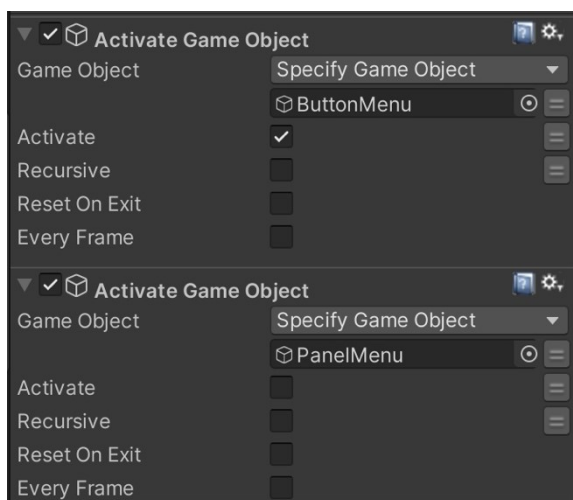 Activate Game Object
Game Object Specify Game Object
ButtonMenu
Activate
Recursive
Reset On Exit
Every Frame
Activate Game Object
Game Object Specify Game Object
PanelMenu
Activate
Recursive
Reset On Exit
Every Frame